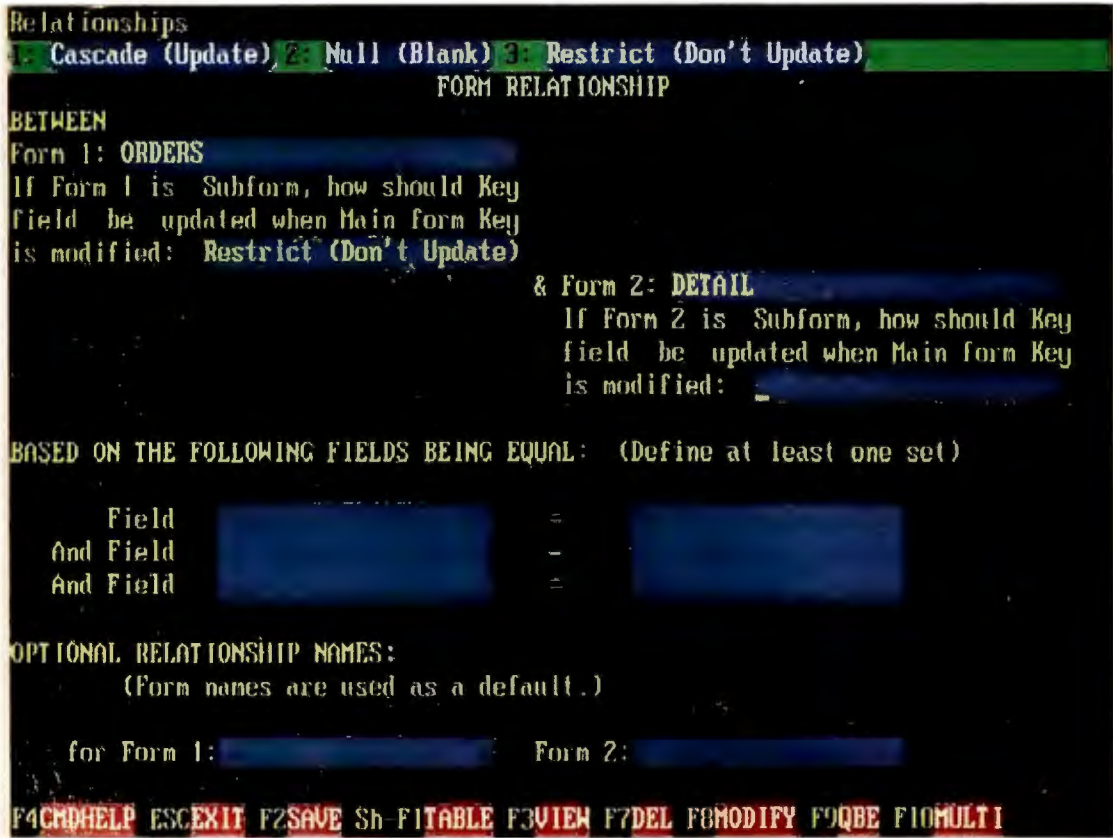 Relationships
1: Cascade (Update) 2: Null (Blank) 3: Restrict (Don't Update)
FORM RELATIONSHIP
BETWEEN
Form 1: ORDERS
If Form 1 is Subform, how should Key
field be updated when Main form Key
is modified: Restrict (Don't Update)
& Form 2: DETAIL
If Form 2 is Subform, how should Key
field be updated when Main form Key
is modified: _
BASED ON THE FOLLOWING FIELDS BEING EQUAL: (Define at least one set)
Field =
And Field =
And Field =
OPTIONAL RELATIONSHIP NAMES:
(Form names are used as a default.)
for Form 1: Form 2:
F4CMDHELP ESCEXIT F2SAVE Sh-F1TABLE F3VIEW F7DEL F8MODIFY F9QBE F10MULTI